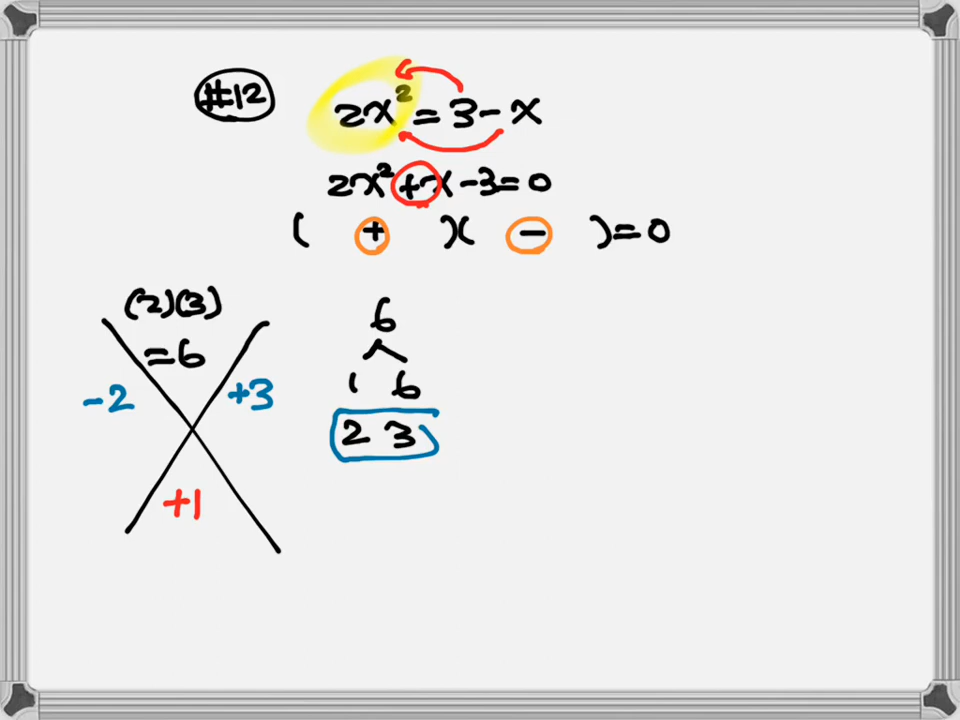 #12
2x² = 3 - x
2x² + x - 3 = 0
( + )( - ) = 0
(2)(3)
= 6
-2 +3
+1
6
1 6
2 3